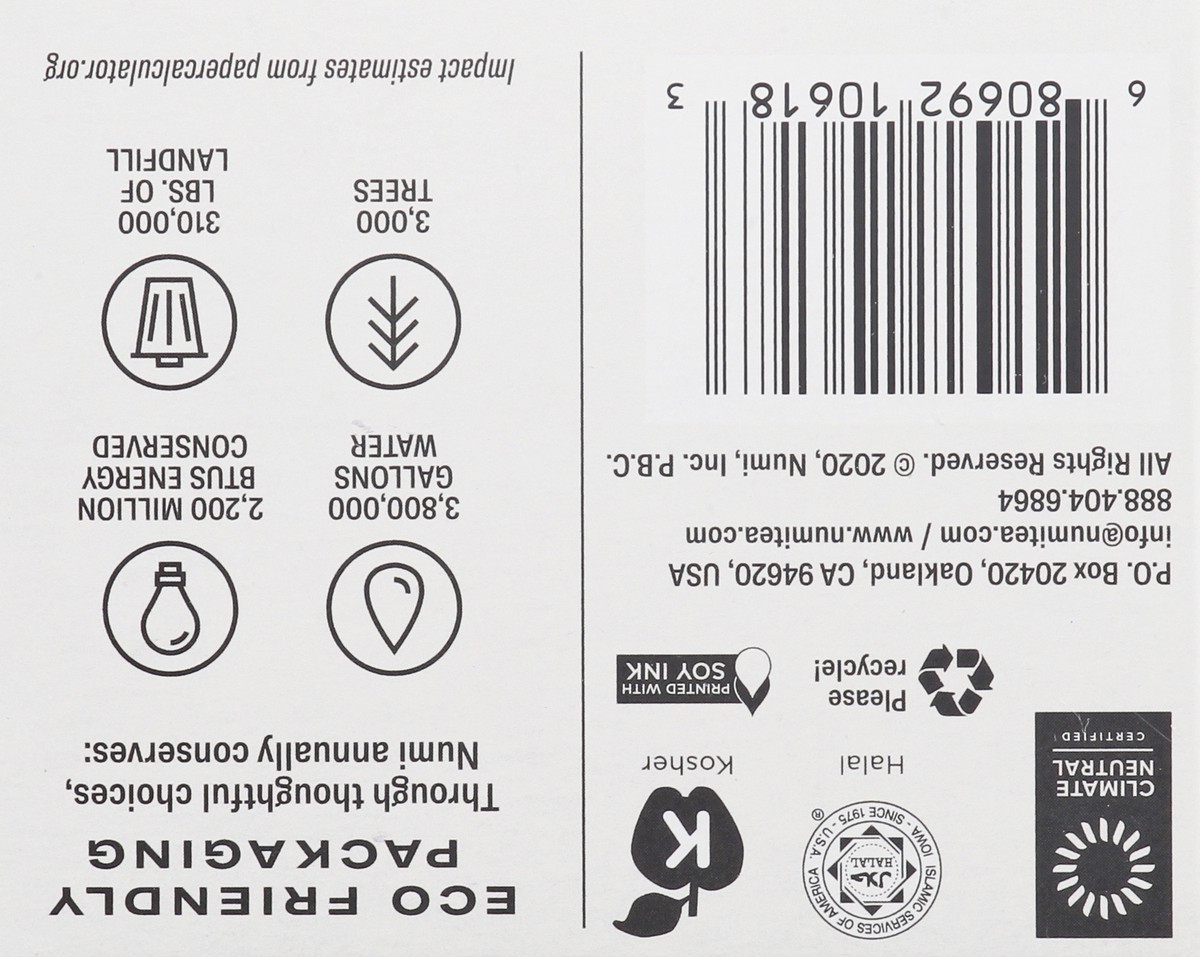 CLIMATE
NEUTRAL
CERTIFIED
ISLAMIC SERVICES OF AMERICA
IOWA - SINCE 1975 - U.S.A.
®
حلال
HALAL
Halal
K
Kosher
Please
recycle!
PRINTED WITH
SOY INK
P.O. Box 20420, Oakland, CA 94620, USA
info@numitea.com / www.numitea.com
888.404.6864
All Rights Reserved. © 2020, Numi, Inc. P.B.C.
6 80692 10618 3
ECO FRIENDLY
PACKAGING
Through thoughtful choices,
Numi annually conserves:
3,800,000
GALLONS
WATER
2,200 MILLION
BTUS ENERGY
CONSERVED
3,000
TREES
310,000
LBS. OF
LANDFILL
Impact estimates from papercalculator.org